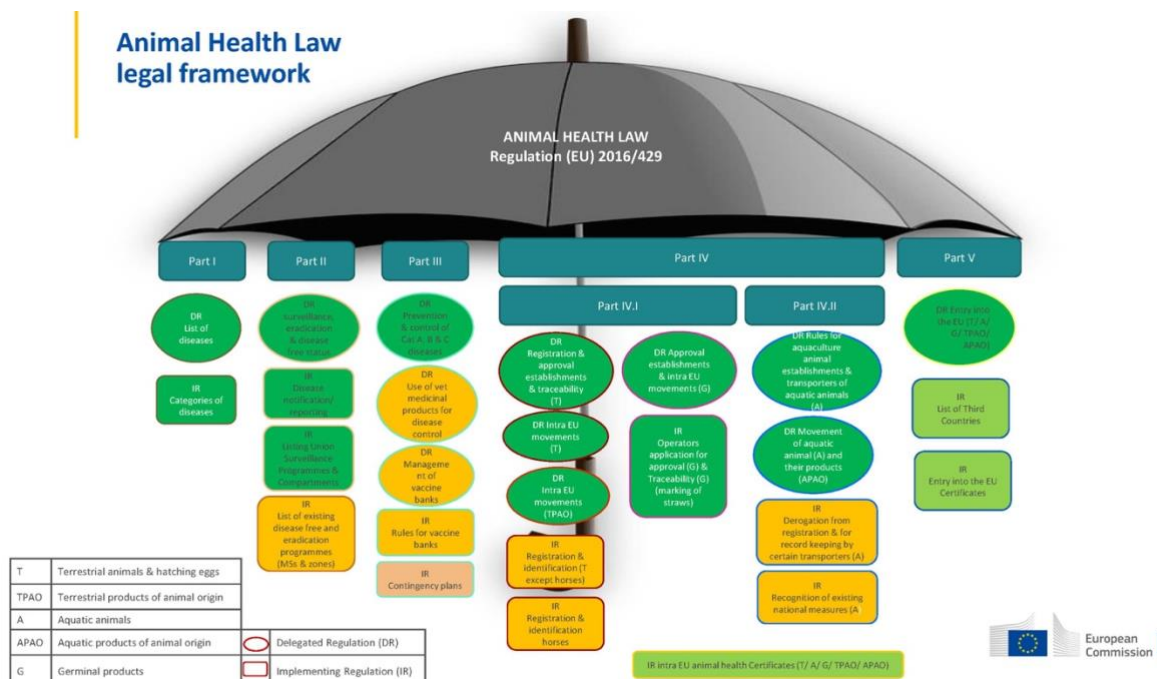 Animal Health Law
legal framework
ANIMAL HEALTH LAW
Regulation (EU) 2016/429
Part I
Part II
Part III
Part IV
Part V
Part IV.I
Part IV.II
DR
List of
diseases
IR
Categories of
diseases
DR
surveillance,
eradication
& disease
free status
IR
Disease
notification/
reporting
IR
Listing Union
Surveillance
Programmes &
Compartments
IR
List of existing
disease free and
eradication
programmes
(MSs & zones)
DR
Prevention
& control of
Cat A, B & C
diseases
DR
Use of vet
medicinal
products for
disease
control
DR
Manageme
nt of
vaccine
banks
IR
Rules for vaccine
banks
IR
Contingency plans
DR
Registration &
approval
establishments
& traceability (T)
DR Intra EU
movements
(T)
DR
Intra EU
movements
(TPAO)
IR
Registration &
identification (T
except horses)
IR
Registration &
identification
horses
DR Approval
establishments
& intra EU
movements (G)
IR
Operators
application for
approval (G) &
Traceability (G)
(marking of
straws)
DR Rules for
aquaculture
animal
establishments &
transporters of
aquatic animals
(A)
DR Movement
of aquatic
animal (A) and
their products
(APAO)
IR
Derogation from
registration & for
record keeping by
certain transporters (A)
IR
Recognition of existing
national measures (A)
DR Entry into
the EU (T/ A/
G/ TPAO/
APAO)
IR
List of Third
Countries
IR
Entry into the EU
Certificates
IR intra EU animal health Certificates (T/ A/ G/ TPAO/ APAO)
T Terrestrial animals & hatching eggs
TPAO Terrestrial products of animal origin
A Aquatic animals
APAO Aquatic products of animal origin Delegated Regulation (DR)
G Germinal products Implementing Regulation (IR)
European
Commission